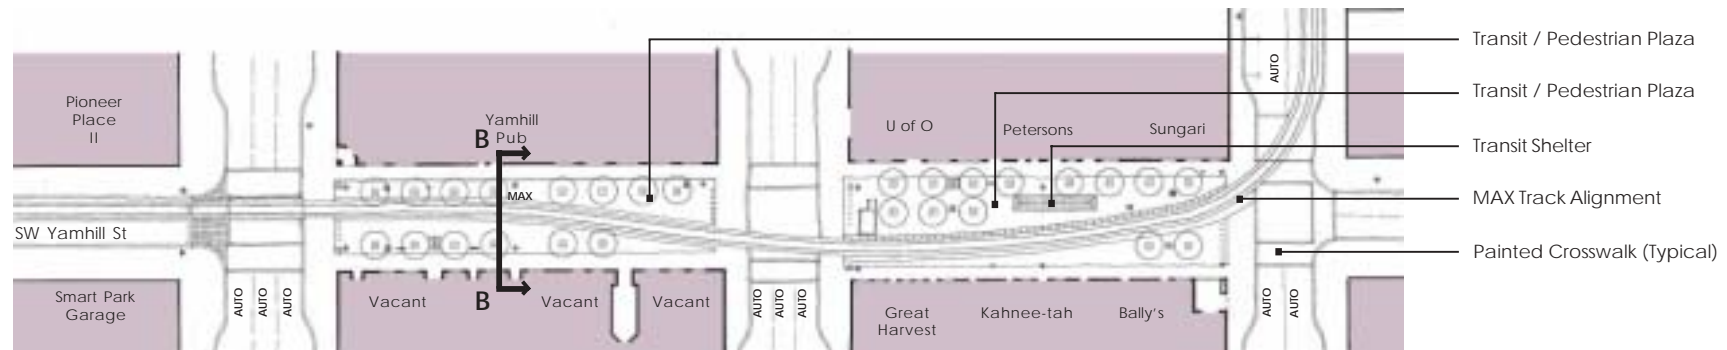 Transit / Pedestrian Plaza
AUTO
Transit / Pedestrian Plaza
Pioneer
Place
II
Yamhill
B Pub
U of O
Petersons
Sungari
Transit Shelter
MAX
MAX Track Alignment
SW Yamhill St
Painted Crosswalk (Typical)
Smart Park
Garage
AUTO
AUTO
AUTO
Vacant
B
Vacant
Vacant
AUTO
AUTO
AUTO
Great
Harvest
Kahnee-tah
Bally's
AUTO
AUTO